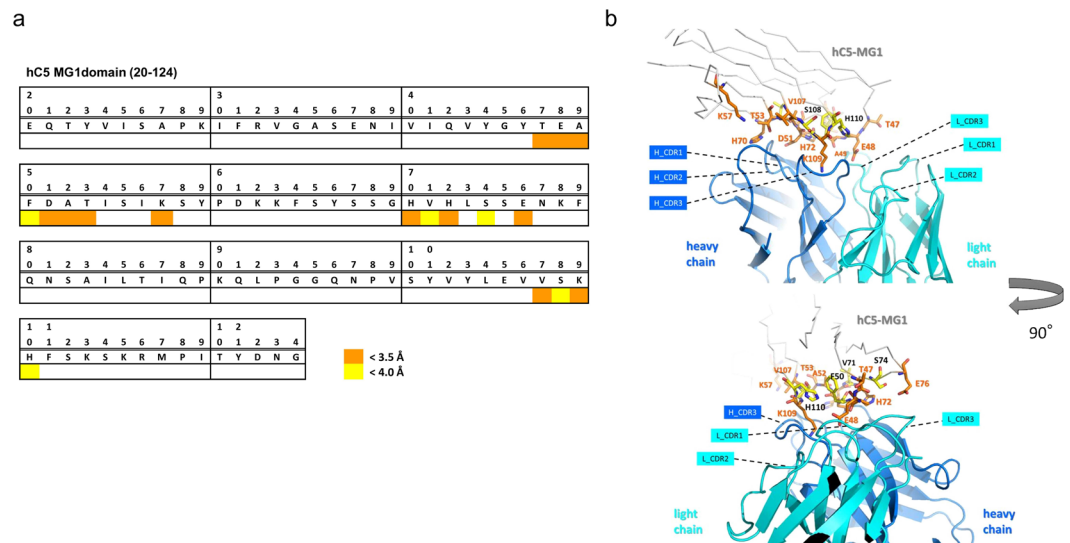 a
hC5 MG1domain (20-124)
2 3 4
0 1 2 3 4 5 6 7 8 9 0 1 2 3 4 5 6 7 8 9 0 1 2 3 4 5 6 7 8 9
E Q T Y V I S A P K I F R V G A S E N I V I Q V Y G Y T E A
5 6 7
0 1 2 3 4 5 6 7 8 9 0 1 2 3 4 5 6 7 8 9 0 1 2 3 4 5 6 7 8 9
F D A T I S I K S Y P D K K F S Y S S G H V H L S S E N K F
8 9 1 0
0 1 2 3 4 5 6 7 8 9 0 1 2 3 4 5 6 7 8 9 0 1 2 3 4 5 6 7 8 9
Q N S A I L T I Q P K Q L P G G Q N P V S Y V Y L E V V S K
1 1 1 2
0 1 2 3 4 5 6 7 8 9 0 1 2 3 4
H F S K S K R M P I T Y D N G
< 3.5 Å
< 4.0 Å
b
hC5-MG1
K57
T53
V107
S108
H110
T47
H70
D51
H72
K109
A49
E48
L_CDR3
L_CDR1
L_CDR2
H_CDR1
H_CDR2
H_CDR3
heavy
chain
light
chain
90°
hC5-MG1
V107
T53
A52
F50
V71
T47
S74
K57
E76
H72
H110
K109
E48
H_CDR3
L_CDR1
L_CDR2
L_CDR3
light
chain
heavy
chain